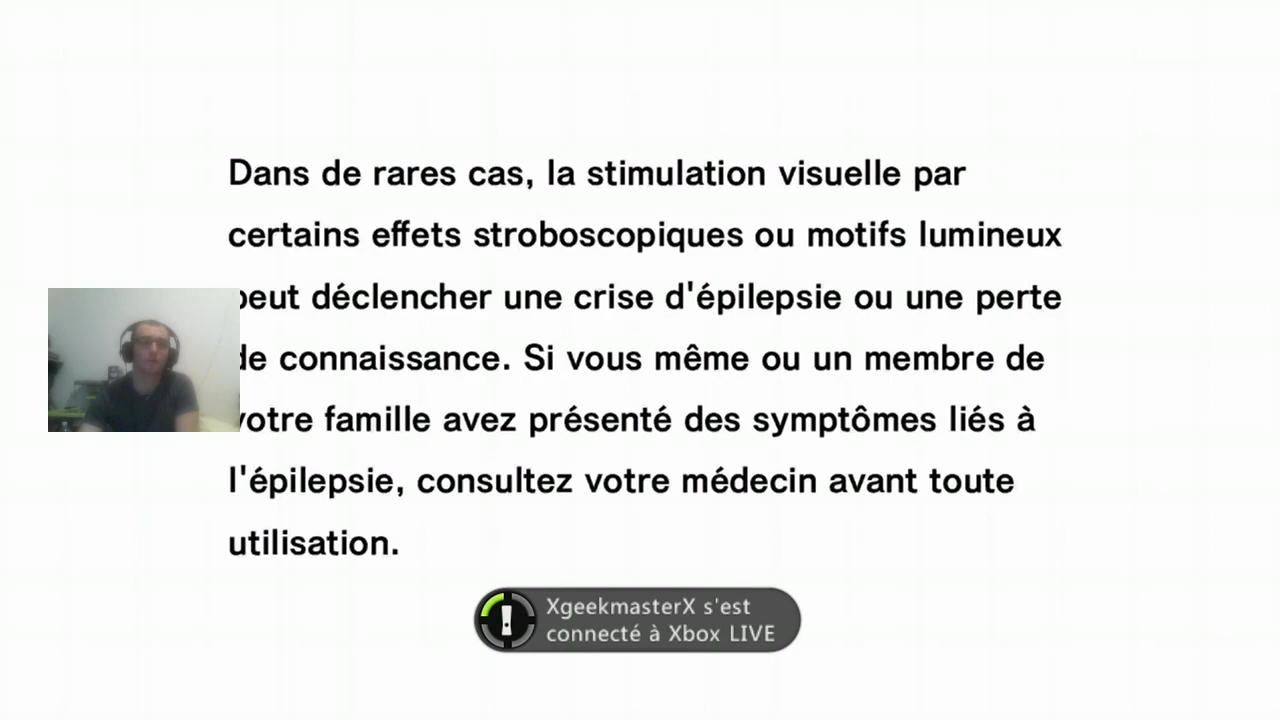 Dans de rares cas, la stimulation visuelle par
certains effets stroboscopiques ou motifs lumineux
peut déclencher une crise d'épilepsie ou une perte
de connaissance. Si vous même ou un membre de
votre famille avez présenté des symptômes liés à
l'épilepsie, consultez votre médecin avant toute
utilisation.
XgeekmasterX s'est
connecté à Xbox LIVE